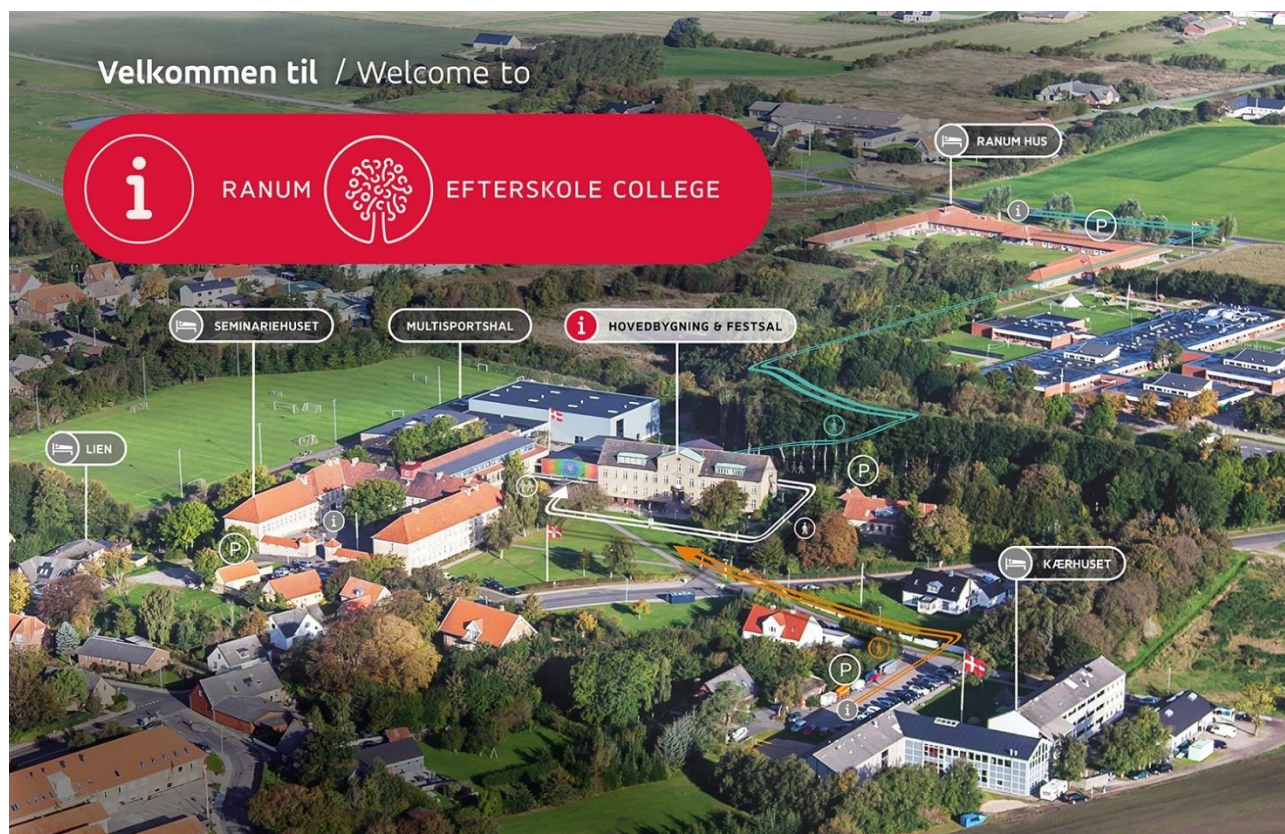 Velkommen til / Welcome to
i RANUM EFTERSKOLE COLLEGE
RANUM HUS
i
P
SEMINARIEHUSET
MULTISPORTSHAL
i HOVEDBYGNING & FESTSAL
LIEN
P
i
P
KÆRHUSET
P
i